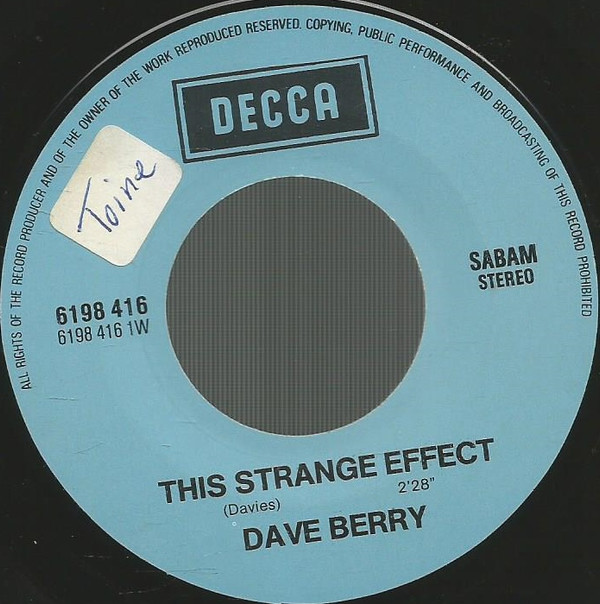 ALL RIGHTS OF THE RECORD PRODUCER AND OF THE OWNER OF THE WORK REPRODUCED RESERVED. COPYING, PUBLIC PERFORMANCE AND BROADCASTING OF THIS RECORD PROHIBITED
DECCA
Toine
SABAM
STEREO
6198 416
6198 416 1W
THIS STRANGE EFFECT
(Davies) 2'28"
DAVE BERRY